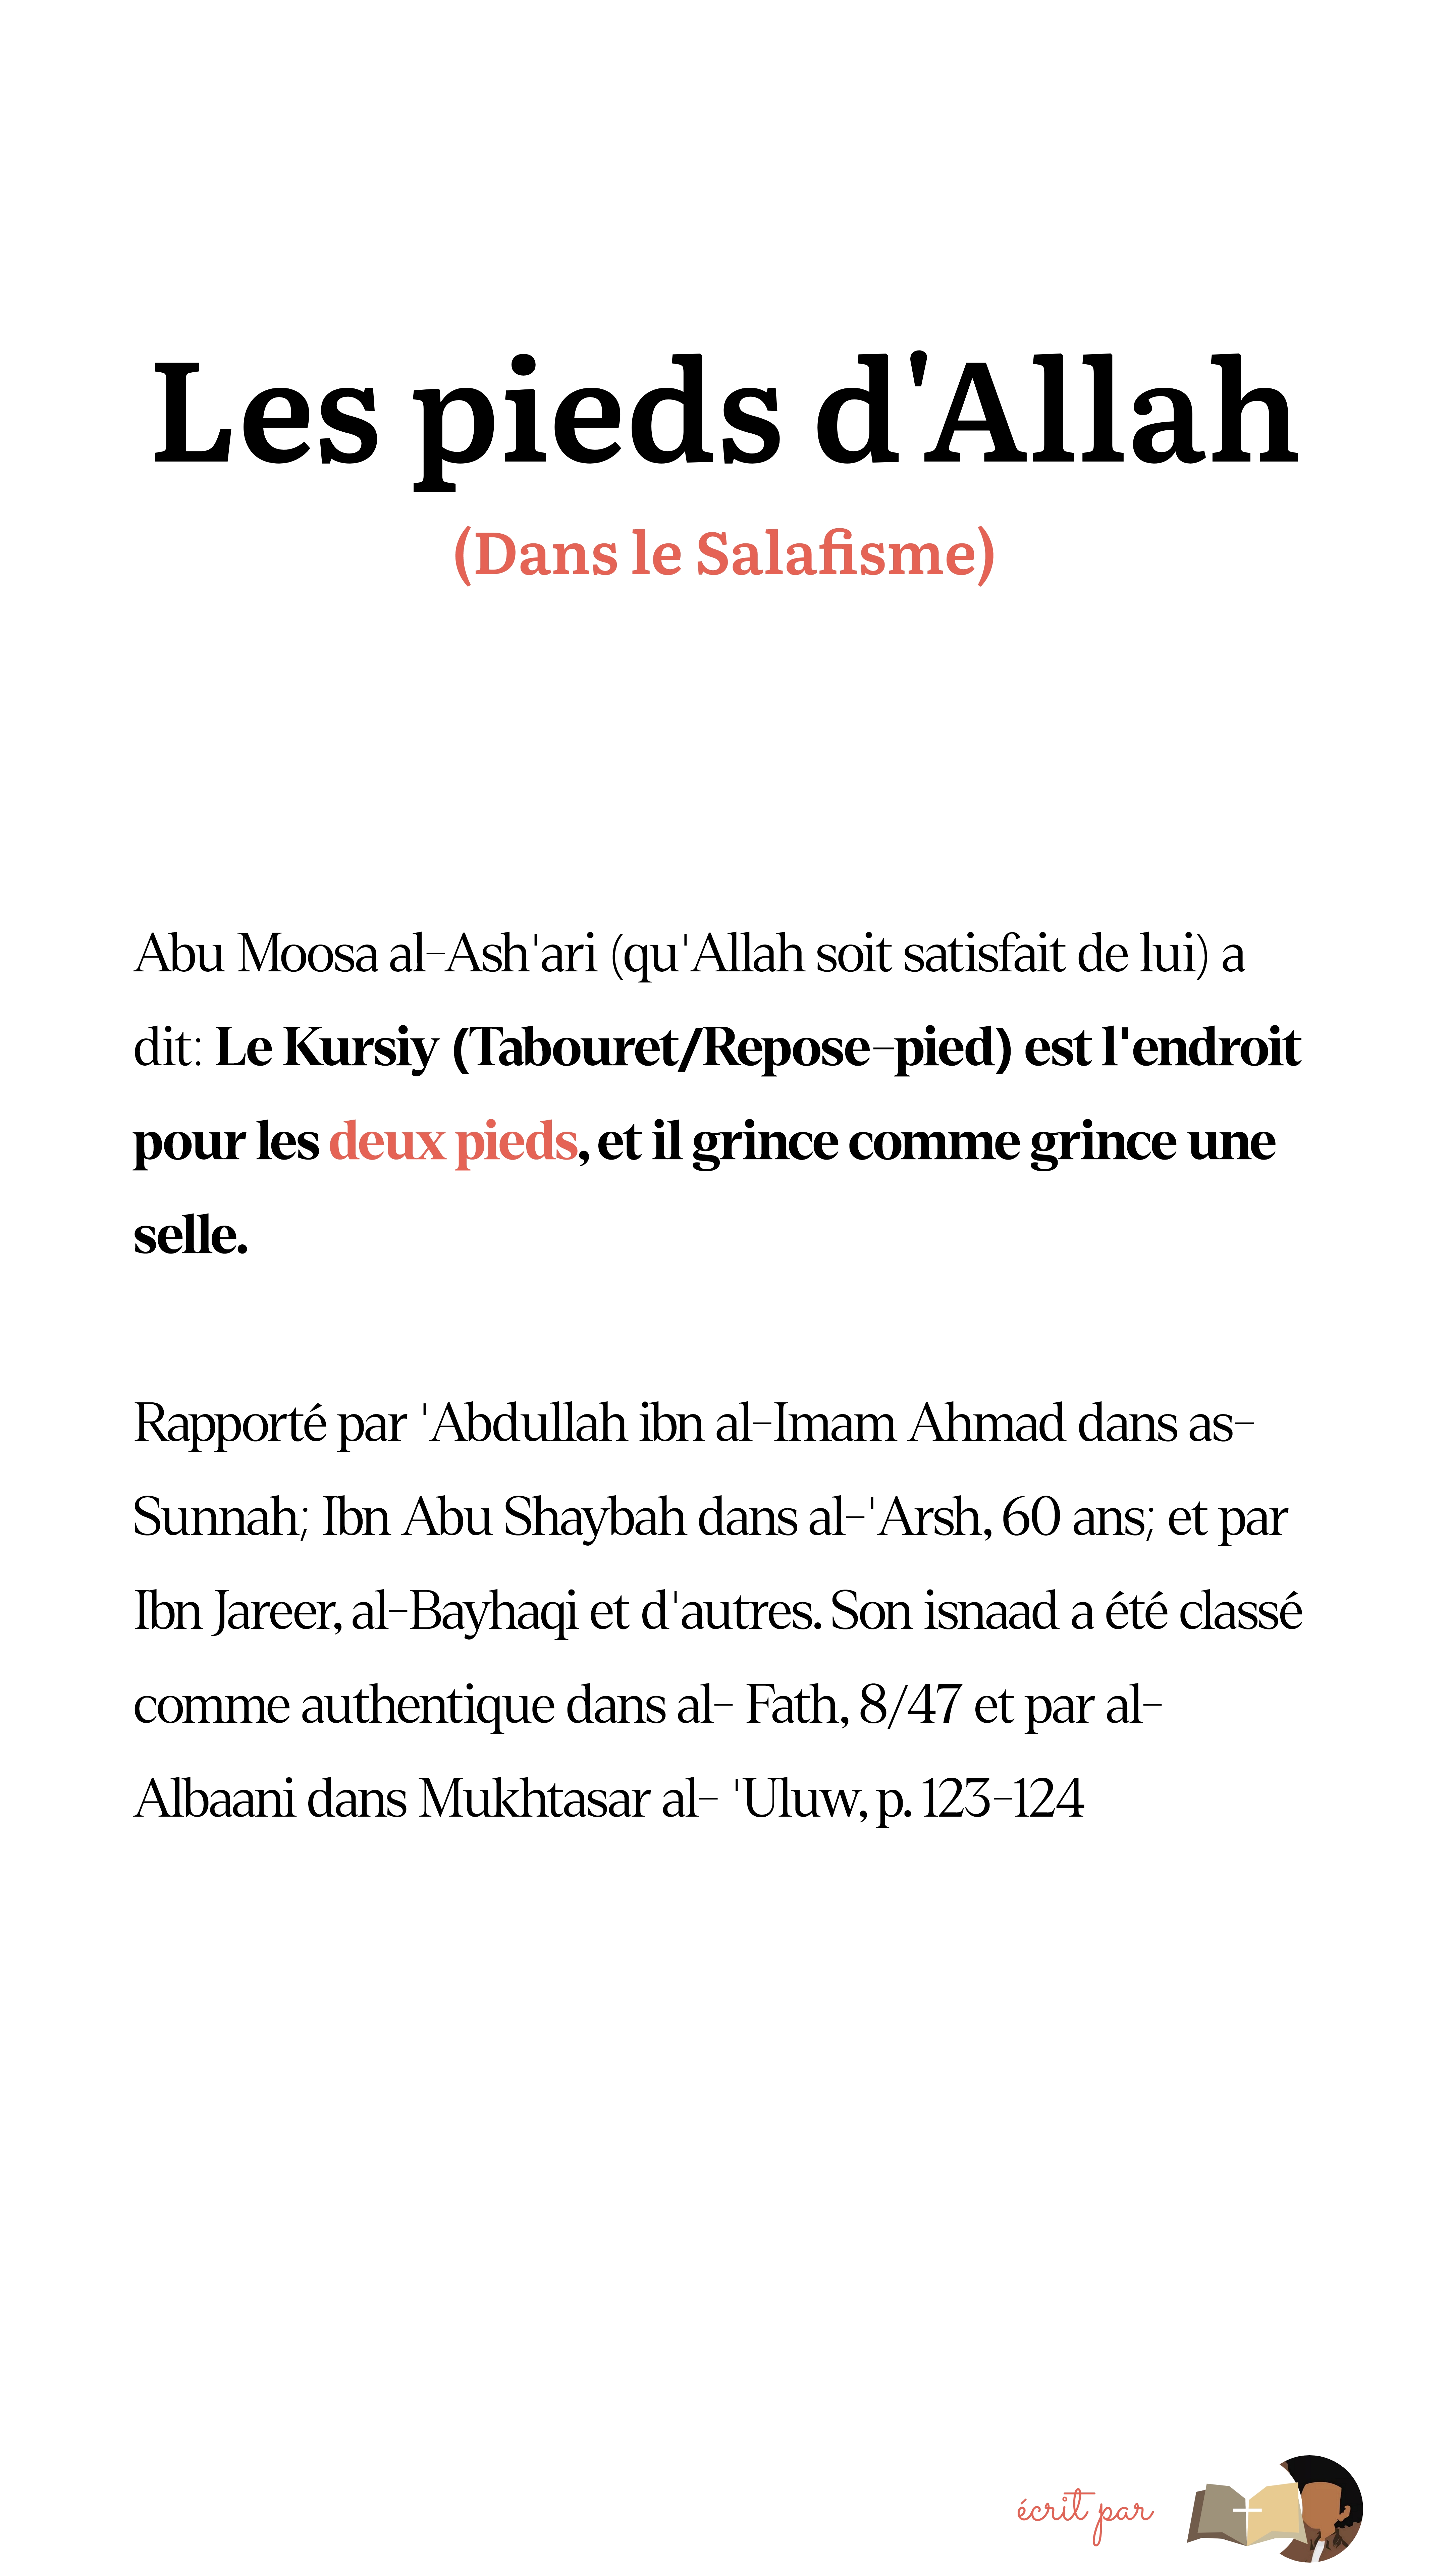 Les pieds d'Allah
(Dans le Salafisme)
Abu Moosa al-Ash'ari (qu'Allah soit satisfait de lui) a
dit: Le Kursiy (Tabouret/Repose-pied) est l'endroit
pour les deux pieds, et il grince comme grince une
selle.
Rapporté par 'Abdullah ibn al-Imam Ahmad dans as-
Sunnah; Ibn Abu Shaybah dans al-'Arsh, 60 ans; et par
Ibn Jareer, al-Bayhaqi et d'autres. Son isnaad a été classé
comme authentique dans al- Fath, 8/47 et par al-
Albaani dans Mukhtasar al- 'Uluw, p. 123-124
écrit par